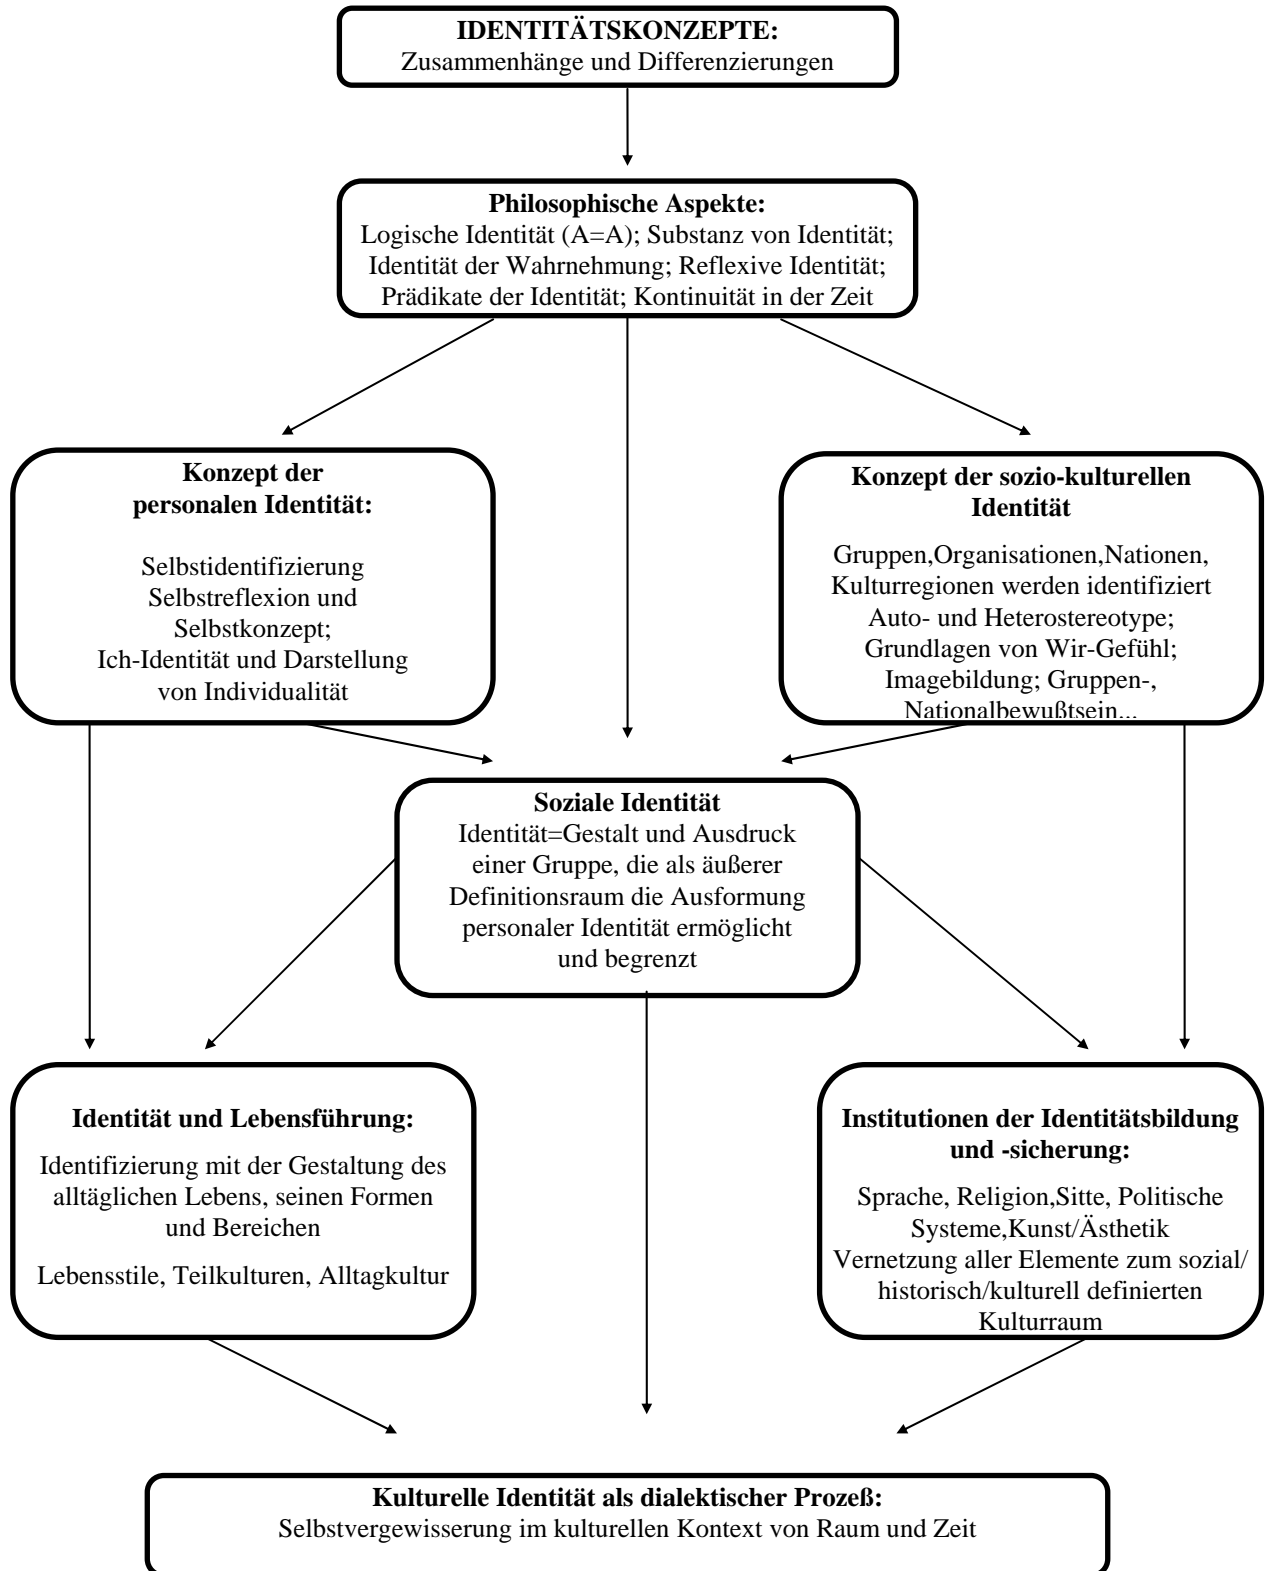 IDENTITÄTSKONZEPTE:
Zusammenhänge und Differenzierungen
Philosophische Aspekte:
Logische Identität (A=A); Substanz von Identität;
Identität der Wahrnehmung; Reflexive Identität;
Prädikate der Identität; Kontinuität in der Zeit
Konzept der
personalen Identität:
Selbstidentifizierung
Selbstreflexion und
Selbstkonzept;
Ich-Identität und Darstellung
von Individualität
Konzept der sozio-kulturellen
Identität
Gruppen,Organisationen,Nationen,
Kulturregionen werden identifiziert
Auto- und Heterostereotype;
Grundlagen von Wir-Gefühl;
Imagebildung; Gruppen-,
Nationalbewußtsein...
Soziale Identität
Identität=Gestalt und Ausdruck
einer Gruppe, die als äußerer
Definitionsraum die Ausformung
personaler Identität ermöglicht
und begrenzt
Identität und Lebensführung:
Identifizierung mit der Gestaltung des
alltäglichen Lebens, seinen Formen
und Bereichen
Lebensstile, Teilkulturen, Alltagkultur
Institutionen der Identitätsbildung
und -sicherung:
Sprache, Religion,Sitte, Politische
Systeme,Kunst/Ästhetik
Vernetzung aller Elemente zum sozial/
historisch/kulturell definierten
Kulturraum
Kulturelle Identität als dialektischer Prozeß:
Selbstvergewisserung im kulturellen Kontext von Raum und Zeit